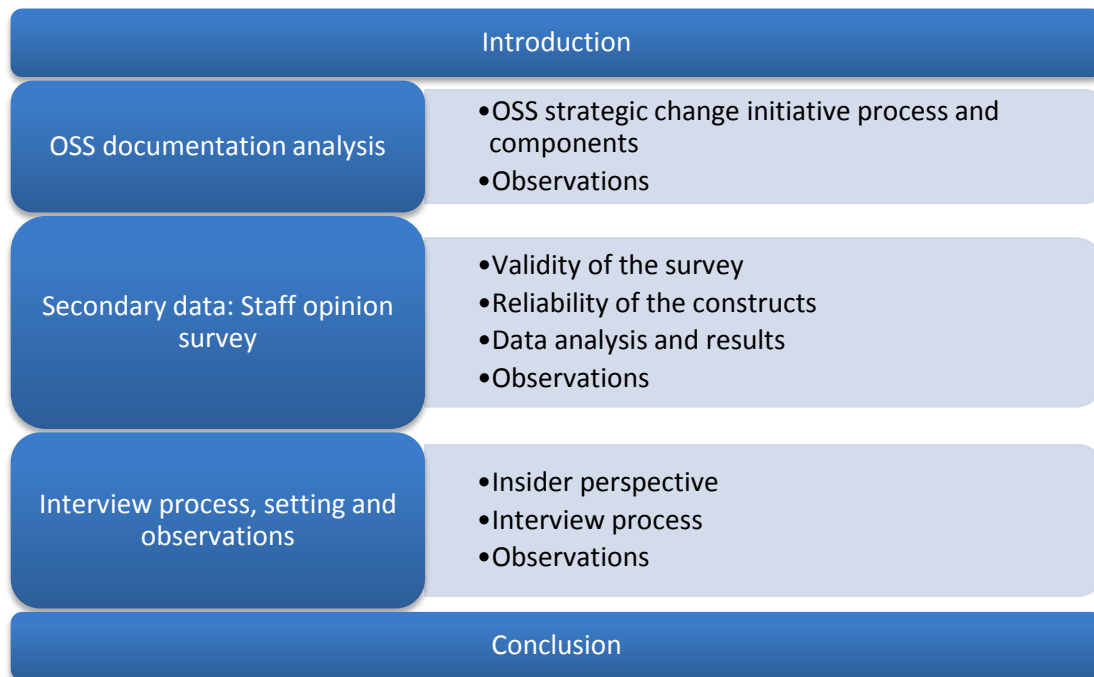 Introduction
OSS documentation analysis
•OSS strategic change initiative process and
components
•Observations
Secondary data: Staff opinion
survey
•Validity of the survey
•Reliability of the constructs
•Data analysis and results
•Observations
Interview process, setting and
observations
•Insider perspective
•Interview process
•Observations
Conclusion